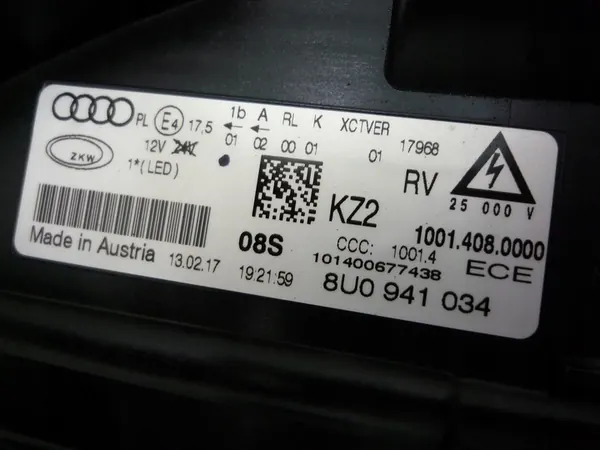 PL E4 17,5 1b A RL K XCTVER 17968
01 02 00 01 01
ZKW 12V 24V
1*(LED)
RV
25 000 V
KZ2
08S
CCC: 1001.4 1001.408.0000
101400677438 ECE
Made in Austria 13.02.17 19:21:59 8U0 941 034